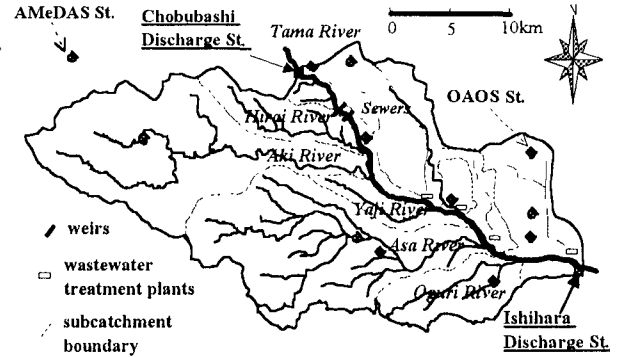 AMeDAS St.
Chobubashi
Discharge St.
Tama River
0 5 10km
N
OAOS St.
Hirai River
Sewers
Aki River
Yaji River
Asa River
Oguri River
weirs
wastewater
treatment plants
subcatchment
boundary
Ishihara
Discharge St.